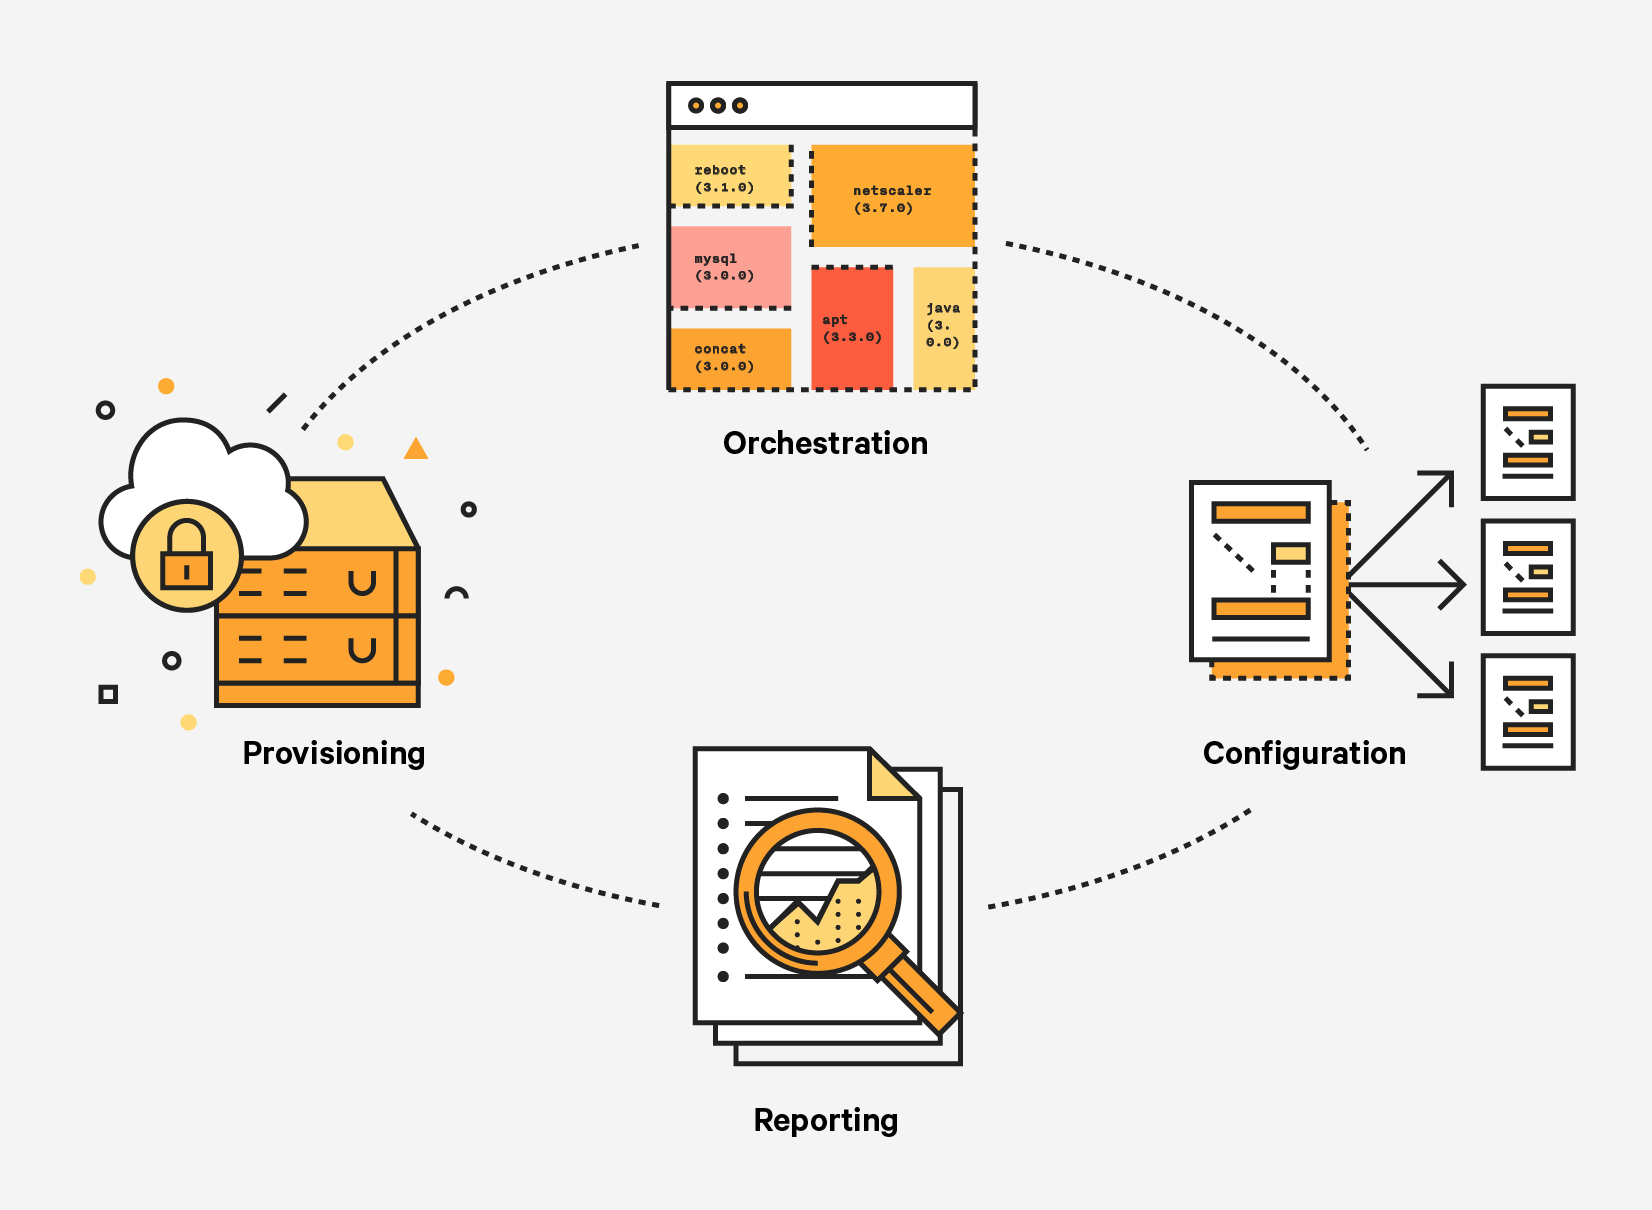 reboot
(3.1.0)
netscaler
(3.7.0)
mysql
(3.0.0)
apt
(3.3.0)
java
(3.
0.0)
concat
(3.0.0)
Orchestration
Provisioning
Configuration
Reporting